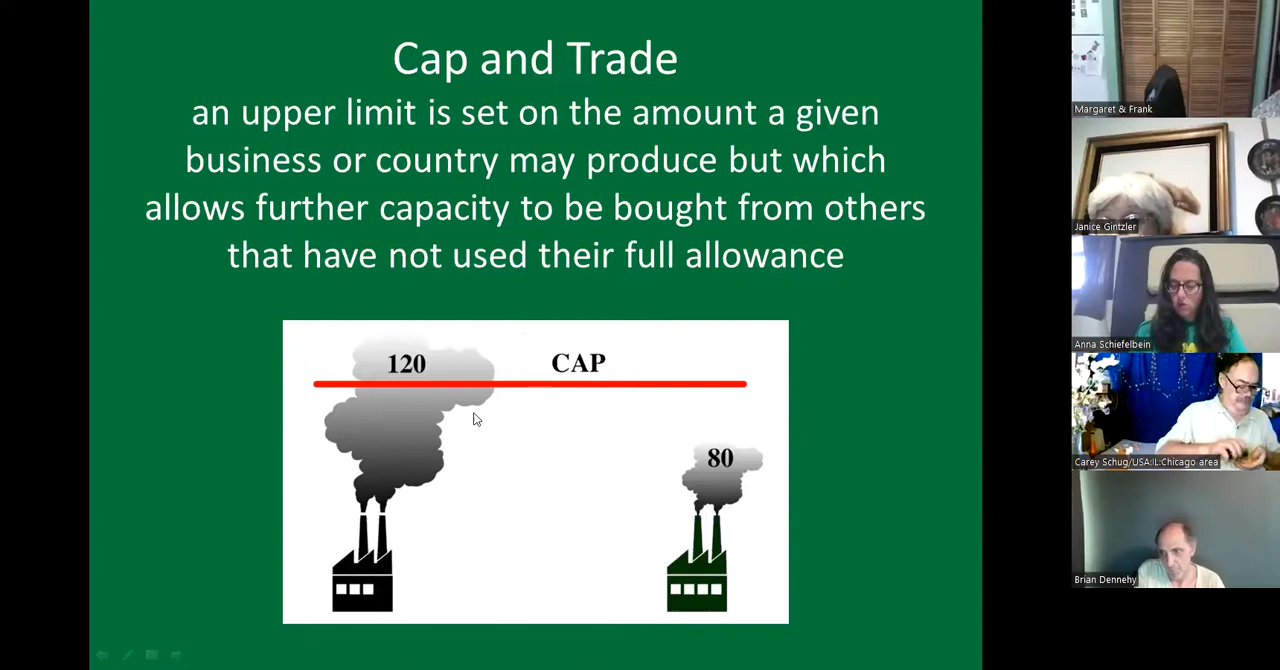 Cap and Trade
an upper limit is set on the amount a given
business or country may produce but which
allows further capacity to be bought from others
that have not used their full allowance
120
CAP
80
Margaret & Frank
Janice Gintzler
Anna Schiefelbein
Carey Schug/USA:IL:Chicago area
Brian Dennehy